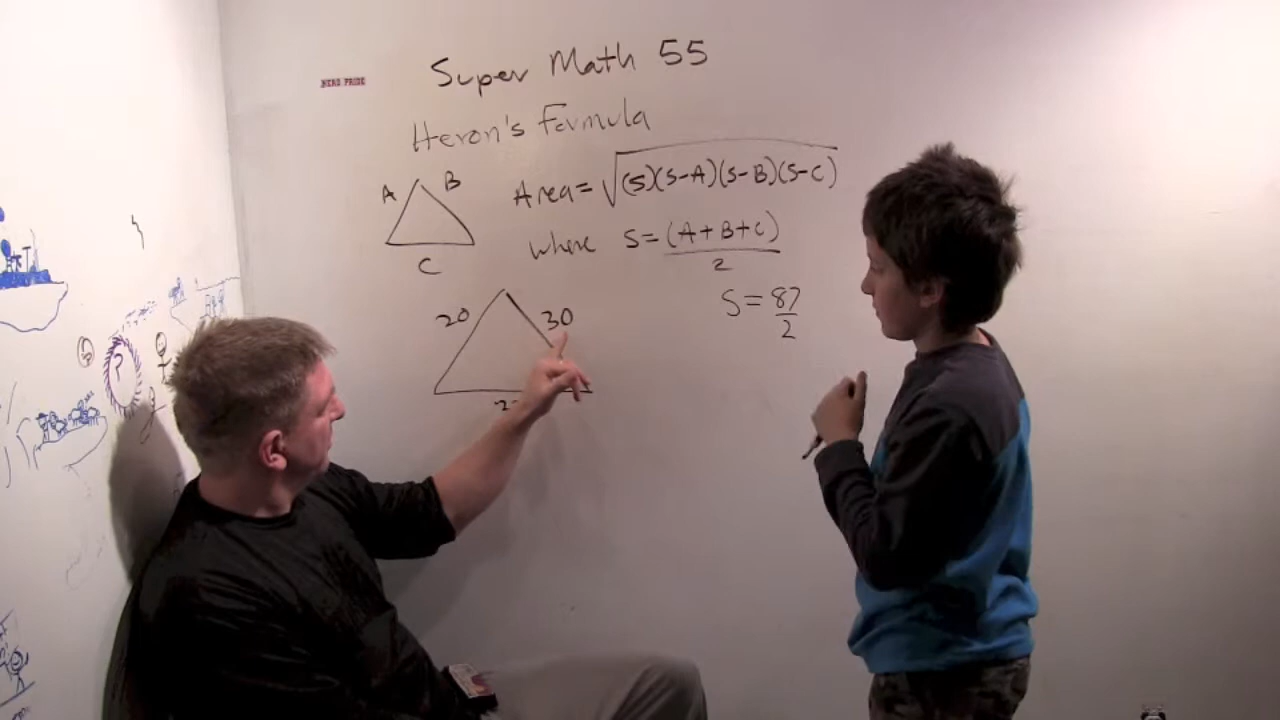 NERD PRIDE
Super Math 55
Heron's Formula
A B
C
Area = √(S)(S-A)(S-B)(S-C)
where S = (A+B+C)
2
20 30
S = 87
2
?